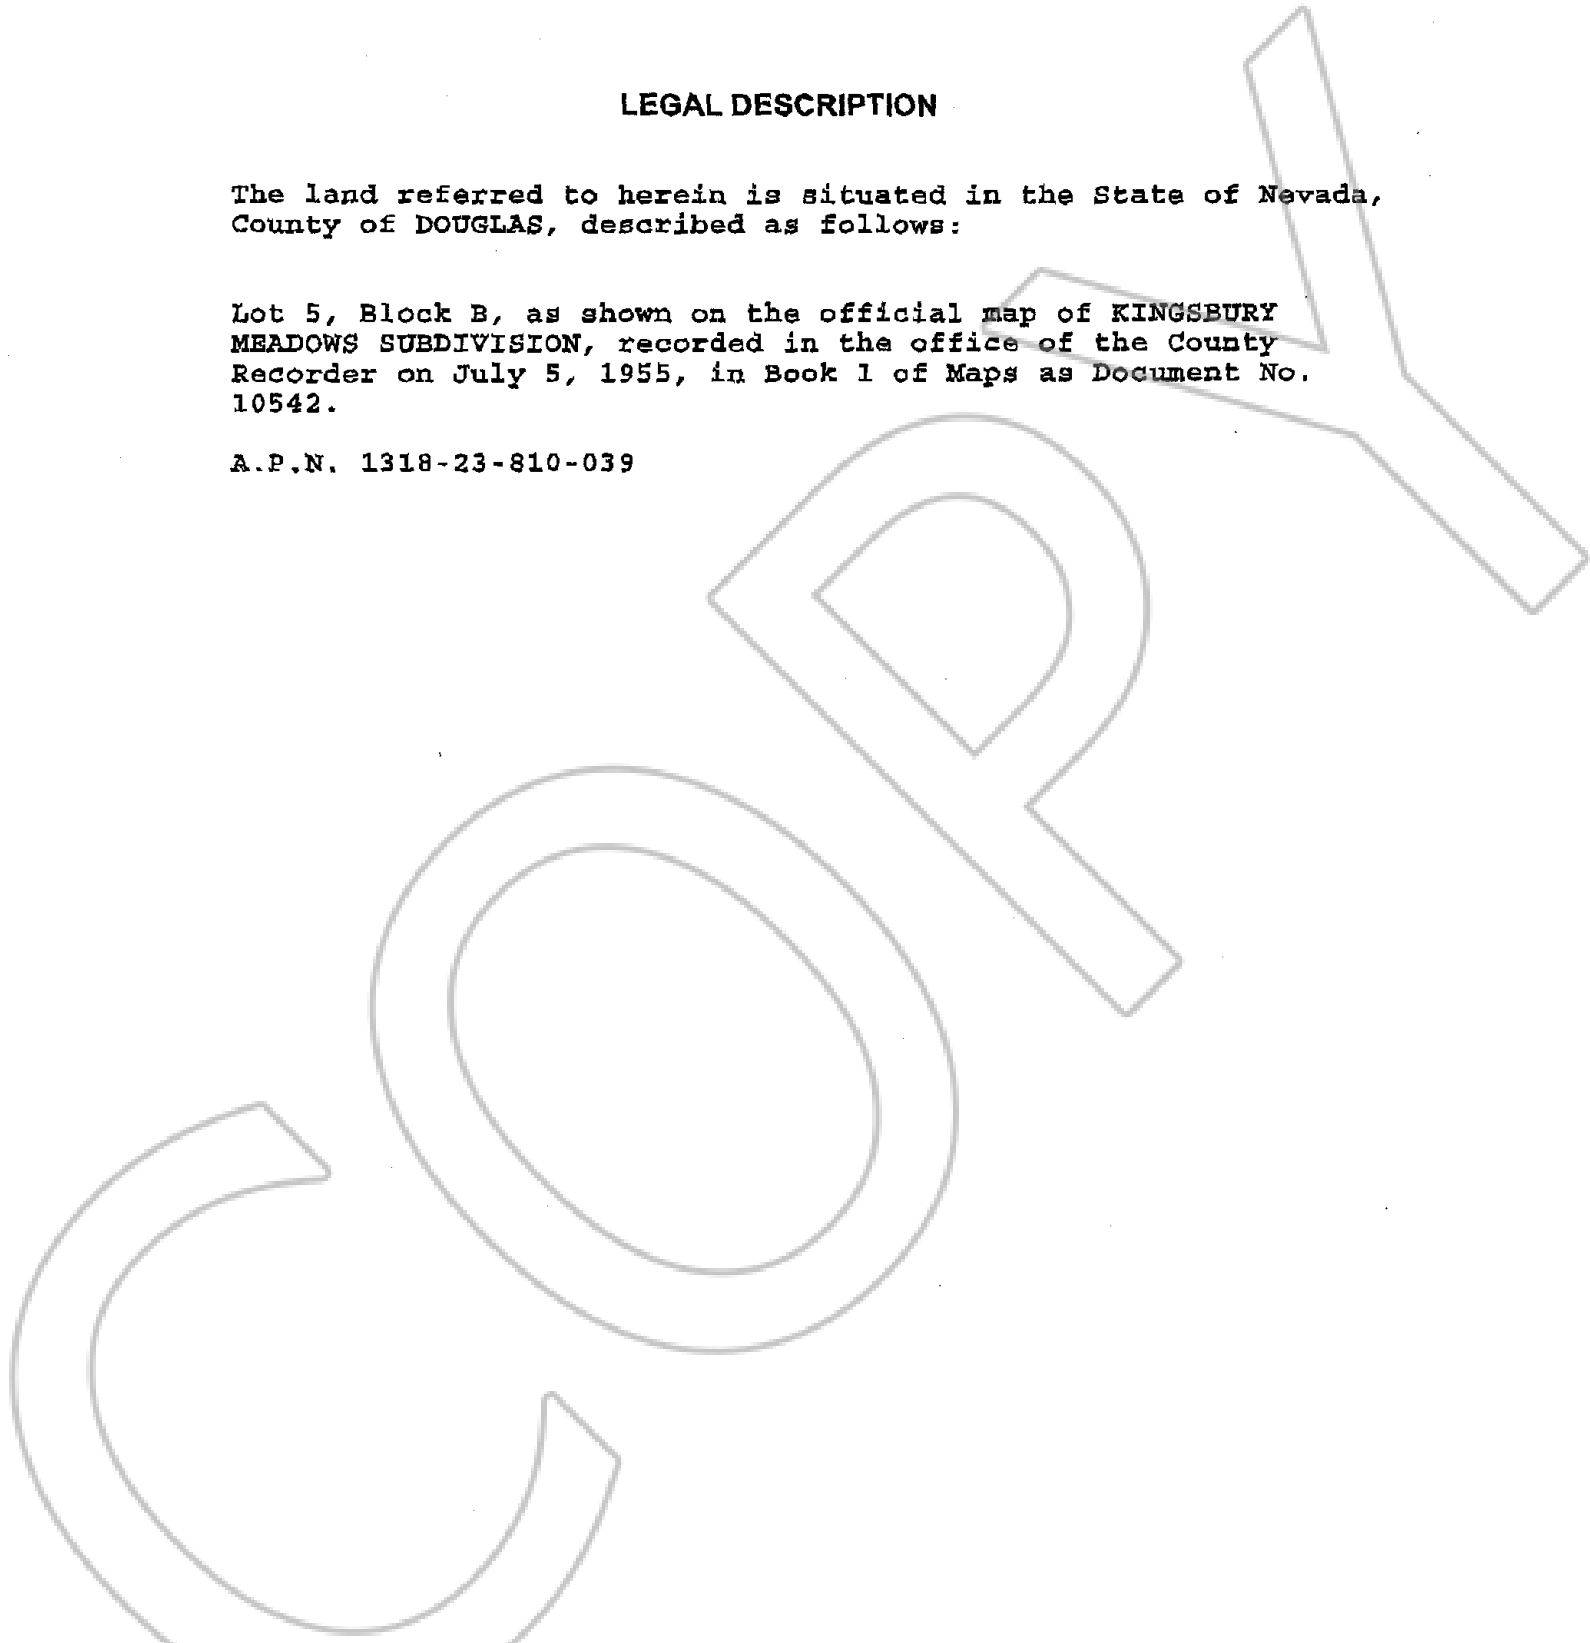 LEGAL DESCRIPTION
The land referred to herein is situated in the State of Nevada,
County of DOUGLAS, described as follows:
Lot 5, Block B, as shown on the official map of KINGSBURY
MEADOWS SUBDIVISION, recorded in the office of the County
Recorder on July 5, 1955, in Book 1 of Maps as Document No.
10542.
A.P.N. 1318-23-810-039
COPY